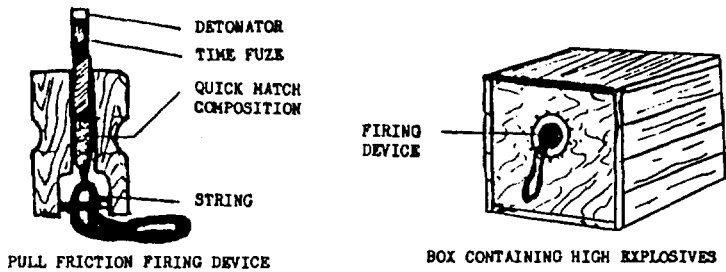 DETONATOR
TIME FUZE
QUICK MATCH
COMPOSITION
STRING
PULL FRICTION FIRING DEVICE
FIRING
DEVICE
BOX CONTAINING HIGH EXPLOSIVES